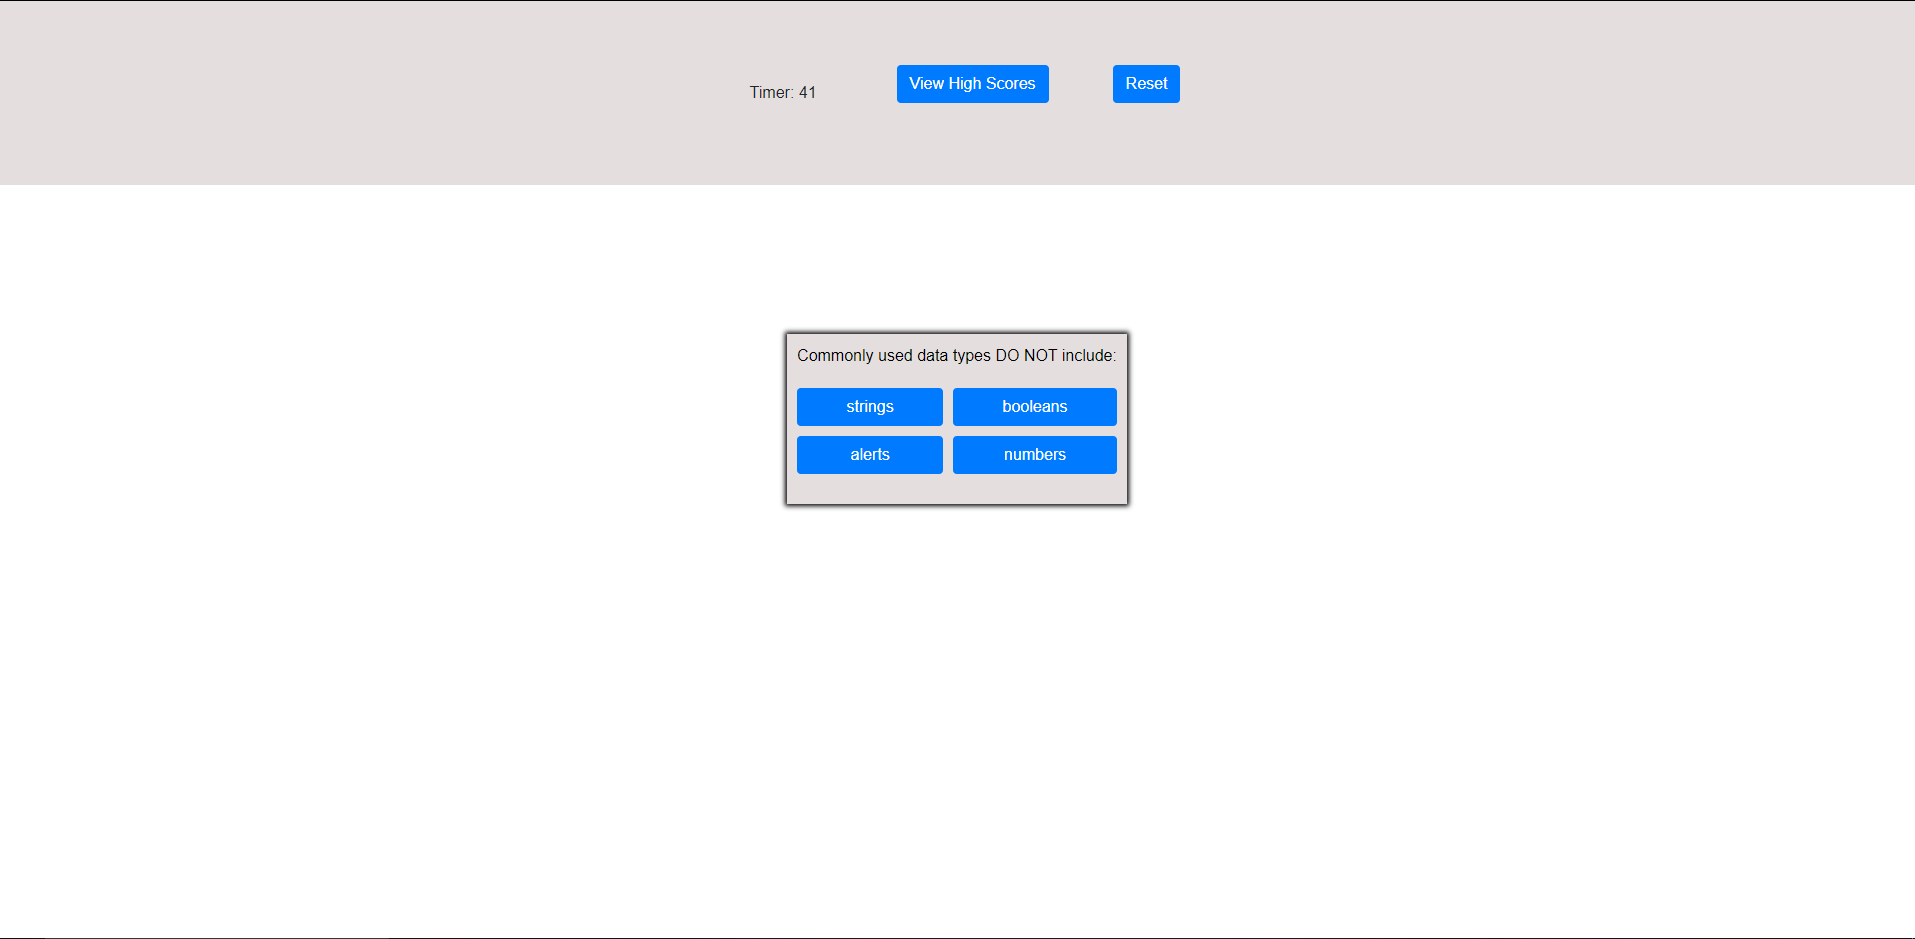 Timer: 41 View High Scores Reset
Commonly used data types DO NOT include:
strings booleans
alerts numbers